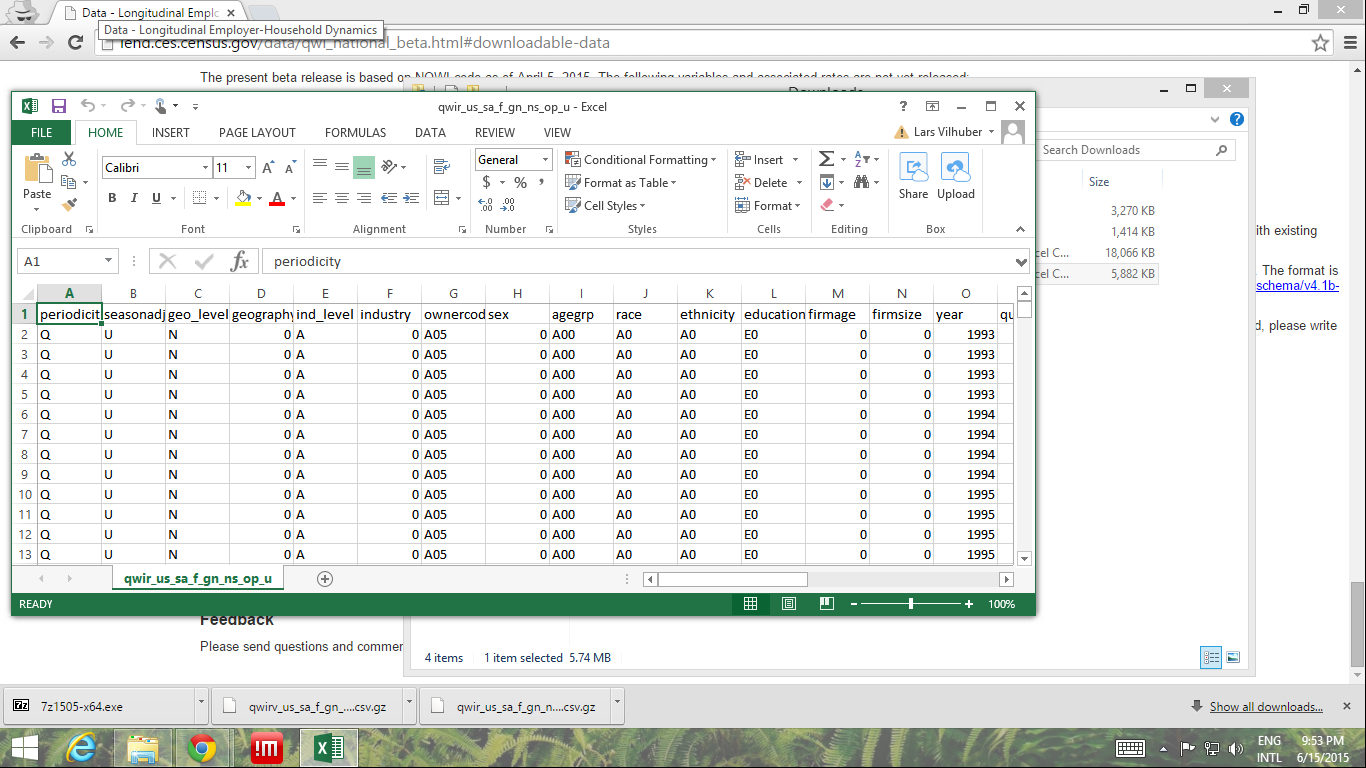 Data - Longitudinal Emplo
Data - Longitudinal Employer-Household Dynamics
lehd.ces.census.gov/data/qwi_national_beta.html#downloadable-data
The present beta release is based on NQWI code as of April 5, 2015. The following variables and associated rates are not yet released:
Downloads
qwir_us_sa_f_gn_ns_op_u - Excel
FILE HOME INSERT PAGE LAYOUT FORMULAS DATA REVIEW VIEW Lars Vilhuber
Search Downloads
Calibri 11 General Conditional Formatting Insert
Paste $ % , Format as Table Delete Share Upload
B I U A Cell Styles Format
Clipboard Font Alignment Number Styles Cells Editing Box
Size
3,270 KB
1,414 KB
cel C... 18,066 KB
cel C... 5,882 KB
ith existing
. The format is
schema/v4.1b-
d, please write
A1 fx periodicity
A B C D E F G H I J K L M N O
1 periodicit seasonadj geo_level geography ind_level industry ownercod sex agegrp race ethnicity education firmage firmsize year qu
2 Q U N 0 A 0 A05 0 A00 A0 A0 E0 0 0 1993
3 Q U N 0 A 0 A05 0 A00 A0 A0 E0 0 0 1993
4 Q U N 0 A 0 A05 0 A00 A0 A0 E0 0 0 1993
5 Q U N 0 A 0 A05 0 A00 A0 A0 E0 0 0 1993
6 Q U N 0 A 0 A05 0 A00 A0 A0 E0 0 0 1994
7 Q U N 0 A 0 A05 0 A00 A0 A0 E0 0 0 1994
8 Q U N 0 A 0 A05 0 A00 A0 A0 E0 0 0 1994
9 Q U N 0 A 0 A05 0 A00 A0 A0 E0 0 0 1994
10 Q U N 0 A 0 A05 0 A00 A0 A0 E0 0 0 1995
11 Q U N 0 A 0 A05 0 A00 A0 A0 E0 0 0 1995
12 Q U N 0 A 0 A05 0 A00 A0 A0 E0 0 0 1995
13 Q U N 0 A 0 A05 0 A00 A0 A0 E0 0 0 1995
qwir_us_sa_f_gn_ns_op_u
READY 100%
Feedback
Please send questions and commen
4 items 1 item selected 5.74 MB
7z1505-x64.exe qwirv_us_sa_f_gn_....csv.gz qwir_us_sa_f_gn_n....csv.gz Show all downloads...
ENG 9:53 PM
INTL 6/15/2015